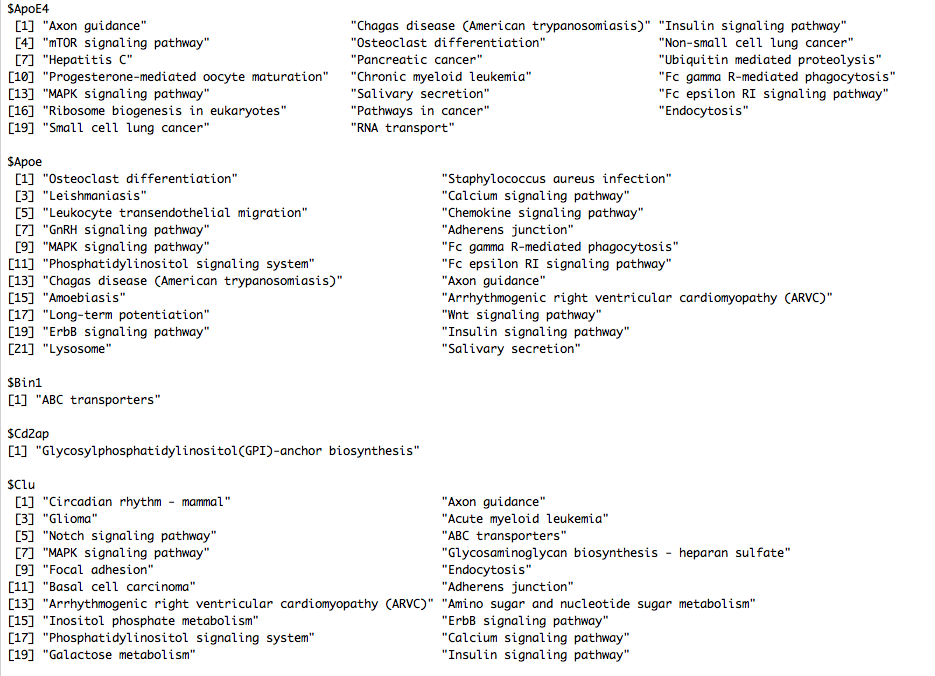 $ApoE4
[1] "Axon guidance" "Chagas disease (American trypanosomiasis)" "Insulin signaling pathway"
[4] "mTOR signaling pathway" "Osteoclast differentiation" "Non-small cell lung cancer"
[7] "Hepatitis C" "Pancreatic cancer" "Ubiquitin mediated proteolysis"
[10] "Progesterone-mediated oocyte maturation" "Chronic myeloid leukemia" "Fc gamma R-mediated phagocytosis"
[13] "MAPK signaling pathway" "Salivary secretion" "Fc epsilon RI signaling pathway"
[16] "Ribosome biogenesis in eukaryotes" "Pathways in cancer" "Endocytosis"
[19] "Small cell lung cancer" "RNA transport"
$Apoe
[1] "Osteoclast differentiation" "Staphylococcus aureus infection"
[3] "Leishmaniasis" "Calcium signaling pathway"
[5] "Leukocyte transendothelial migration" "Chemokine signaling pathway"
[7] "GnRH signaling pathway" "Adherens junction"
[9] "MAPK signaling pathway" "Fc gamma R-mediated phagocytosis"
[11] "Phosphatidylinositol signaling system" "Fc epsilon RI signaling pathway"
[13] "Chagas disease (American trypanosomiasis)" "Axon guidance"
[15] "Amoebiasis" "Arrhythmogenic right ventricular cardiomyopathy (ARVC)"
[17] "Long-term potentiation" "Wnt signaling pathway"
[19] "ErbB signaling pathway" "Insulin signaling pathway"
[21] "Lysosome" "Salivary secretion"
$Bin1
[1] "ABC transporters"
$Cd2ap
[1] "Glycosylphosphatidylinositol(GPI)-anchor biosynthesis"
$Clu
[1] "Circadian rhythm - mammal" "Axon guidance"
[3] "Glioma" "Acute myeloid leukemia"
[5] "Notch signaling pathway" "ABC transporters"
[7] "MAPK signaling pathway" "Glycosaminoglycan biosynthesis - heparan sulfate"
[9] "Focal adhesion" "Endocytosis"
[11] "Basal cell carcinoma" "Adherens junction"
[13] "Arrhythmogenic right ventricular cardiomyopathy (ARVC)" "Amino sugar and nucleotide sugar metabolism"
[15] "Inositol phosphate metabolism" "ErbB signaling pathway"
[17] "Phosphatidylinositol signaling system" "Calcium signaling pathway"
[19] "Galactose metabolism" "Insulin signaling pathway"